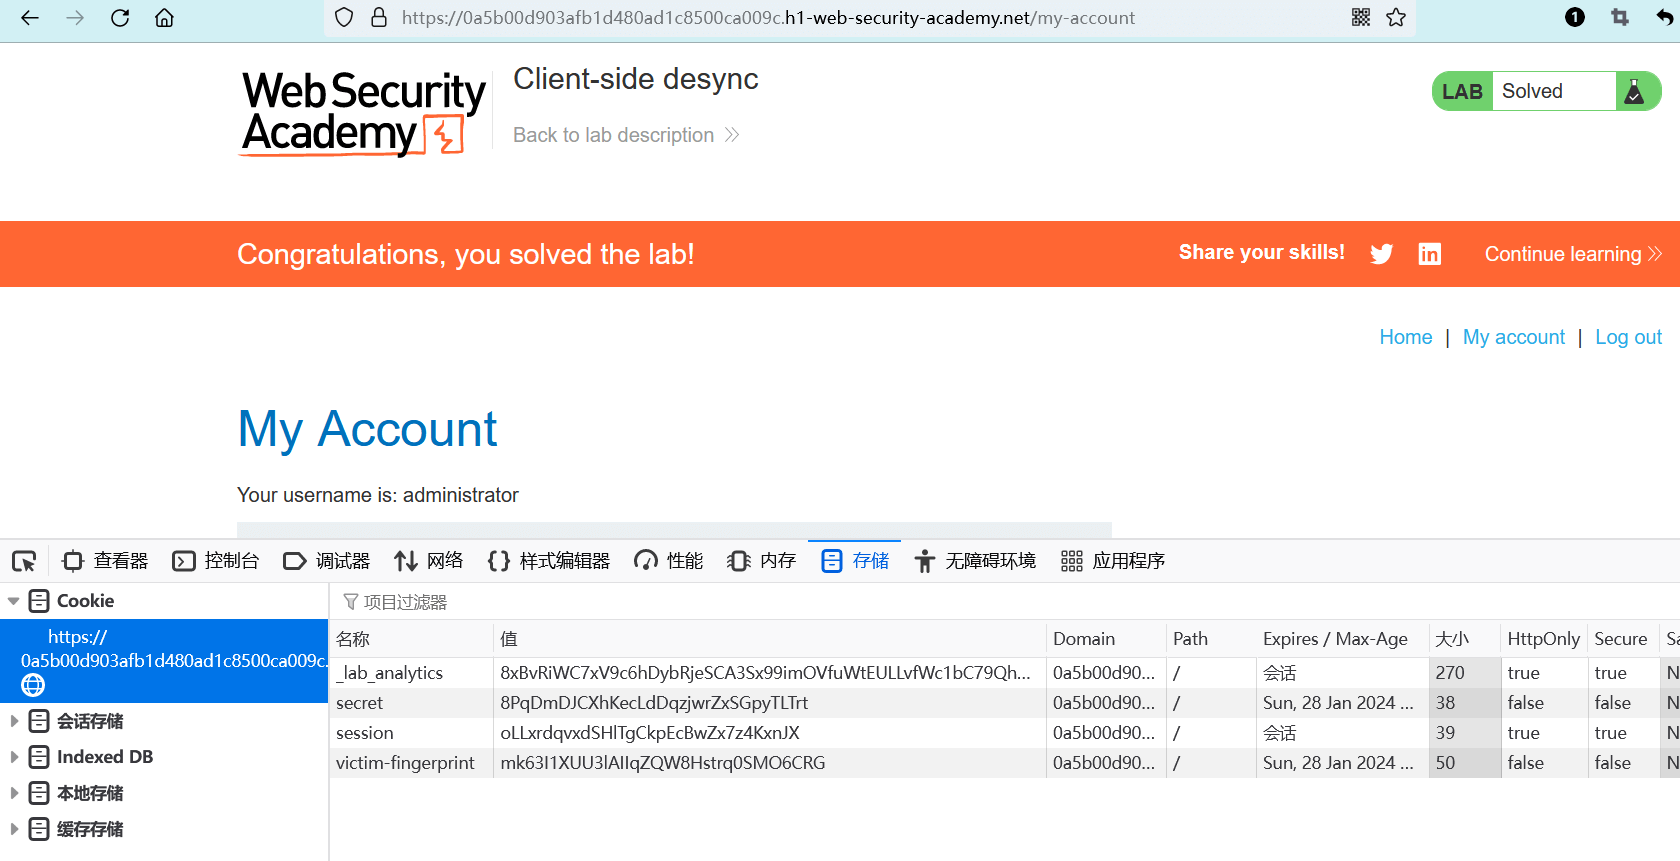 https://0a5b00d903afb1d480ad1c8500ca009c.h1-web-security-academy.net/my-account
1
Web Security
Academy
Client-side desync
Back to lab description
LAB Solved
Congratulations, you solved the lab!
Share your skills!
Continue learning
Home | My account | Log out
My Account
Your username is: administrator
查看器 控制台 调试器 网络 样式编辑器 性能 内存 存储 无障碍环境 应用程序
Cookie
https://
0a5b00d903afb1d480ad1c8500ca009c.
会话存储
Indexed DB
本地存储
缓存存储
项目过滤器
名称 值 Domain Path Expires / Max-Age 大小 HttpOnly Secure Sa
_lab_analytics 8xBvRiWC7xV9c6hDybRjeSCA3Sx99imOVfuWtEULLvfWc1bC79Qh... 0a5b00d90... / 会话 270 true true N
secret 8PqDmDJCXhKecLdDqzjwrZxSGpyTLTrt 0a5b00d90... / Sun, 28 Jan 2024 ... 38 false false N
session oLLxrdqvxdSHlTgCkpEcBwZx7z4KxnJX 0a5b00d90... / 会话 39 true true N
victim-fingerprint mk63I1XUU3lAIIqZQW8Hstrq0SMO6CRG 0a5b00d90... / Sun, 28 Jan 2024 ... 50 false false N